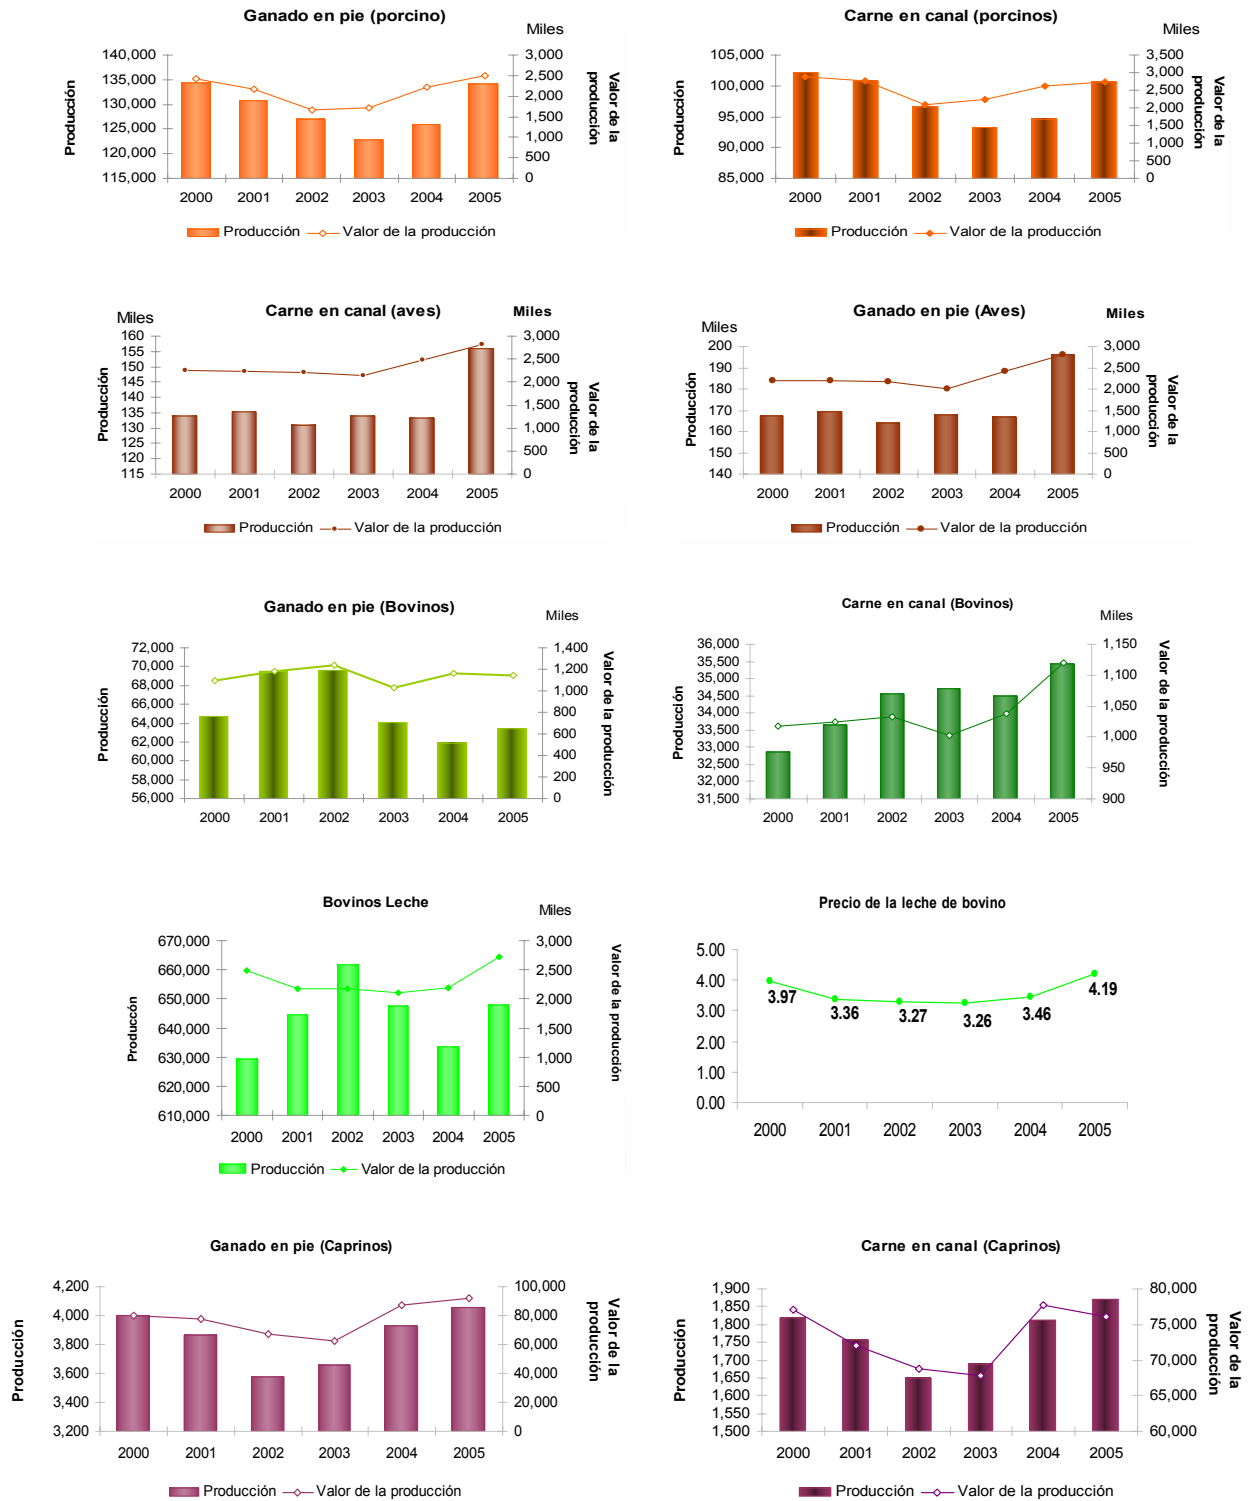 Ganado en pie (porcino)
Miles
Producción
140,000
135,000
130,000
125,000
120,000
115,000
3,000
2,500
2,000
1,500
1,000
500
0
Valor de la
producción
2000 2001 2002 2003 2004 2005
Producción Valor de la producción
Carne en canal (porcinos)
Miles
Producción
105,000
100,000
95,000
90,000
85,000
3,500
3,000
2,500
2,000
1,500
1,000
500
0
Valor de la
producción
2000 2001 2002 2003 2004 2005
Producción Valor de la producción
Carne en canal (aves)
Miles
Miles
Producción
160
155
150
145
140
135
130
125
120
115
3,000
2,500
2,000
1,500
1,000
500
0
Valor de la
producción
2000 2001 2002 2003 2004 2005
Producción Valor de la producción
Ganado en pie (Aves)
Miles
Miles
Producción
200
190
180
170
160
150
140
3,000
2,500
2,000
1,500
1,000
500
0
Valor de la
producción
2000 2001 2002 2003 2004 2005
Producción Valor de la producción
Ganado en pie (Bovinos)
Miles
Producción
72,000
70,000
68,000
66,000
64,000
62,000
60,000
58,000
56,000
1,400
1,200
1,000
800
600
400
200
0
Valor de la
producción
2000 2001 2002 2003 2004 2005
Carne en canal (Bovinos)
Miles
Producción
36,000
35,500
35,000
34,500
34,000
33,500
33,000
32,500
32,000
31,500
1,150
1,100
1,050
1,000
950
900
Valor de la producción
2000 2001 2002 2003 2004 2005
Bovinos Leche
Miles
Producción
670,000
660,000
650,000
640,000
630,000
620,000
610,000
3,000
2,500
2,000
1,500
1,000
500
0
Valor de la producción
2000 2001 2002 2003 2004 2005
Producción Valor de la producción
Precio de la leche de bovino
5.00
4.00
3.00
2.00
1.00
0.00
3.97 3.36 3.27 3.26 3.46 4.19
2000 2001 2002 2003 2004 2005
Ganado en pie (Caprinos)
Producción
4,200
4,000
3,800
3,600
3,400
3,200
100,000
80,000
60,000
40,000
20,000
0
Valor de la
producción
2000 2001 2002 2003 2004 2005
Producción Valor de la producción
Carne en canal (Caprinos)
Producción
1,900
1,850
1,800
1,750
1,700
1,650
1,600
1,550
1,500
80,000
75,000
70,000
65,000
60,000
Valor de la
producción
2000 2001 2002 2003 2004 2005
Producción Valor de la producción